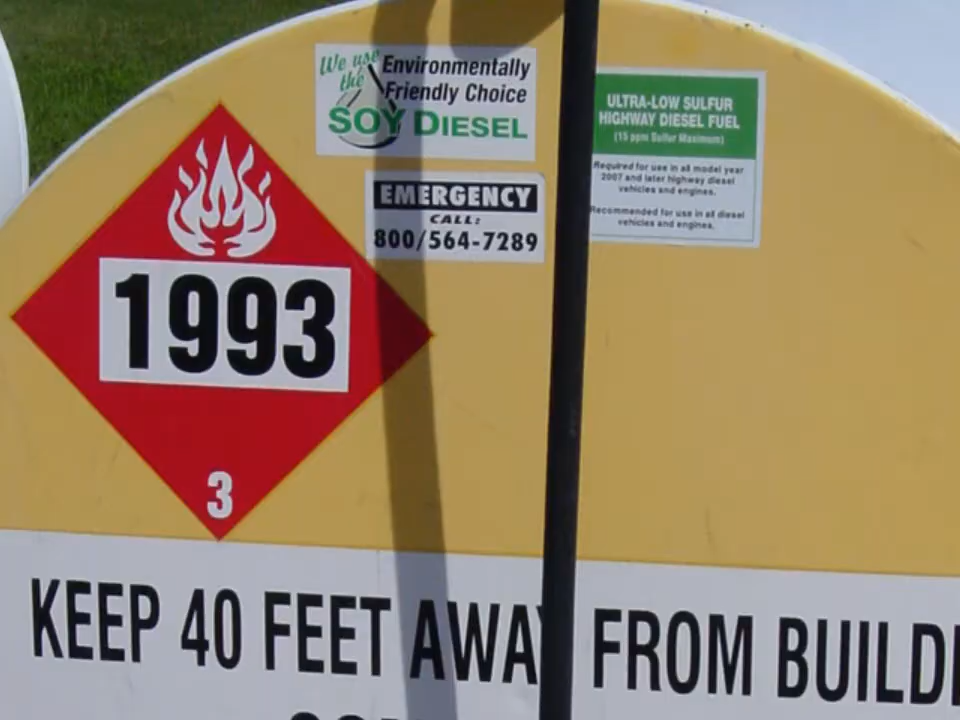 We use Environmentally
the Friendly Choice
SOY DIESEL
ULTRA-LOW SULFUR
HIGHWAY DIESEL FUEL
(15 ppm Sulfur Maximum)
Required for use in all model year
2007 and later highway diesel
vehicles and engines.
Recommended for use in all diesel
vehicles and engines.
EMERGENCY
CALL:
800/564-7289
1993
3
KEEP 40 FEET AWAY FROM BUILDI